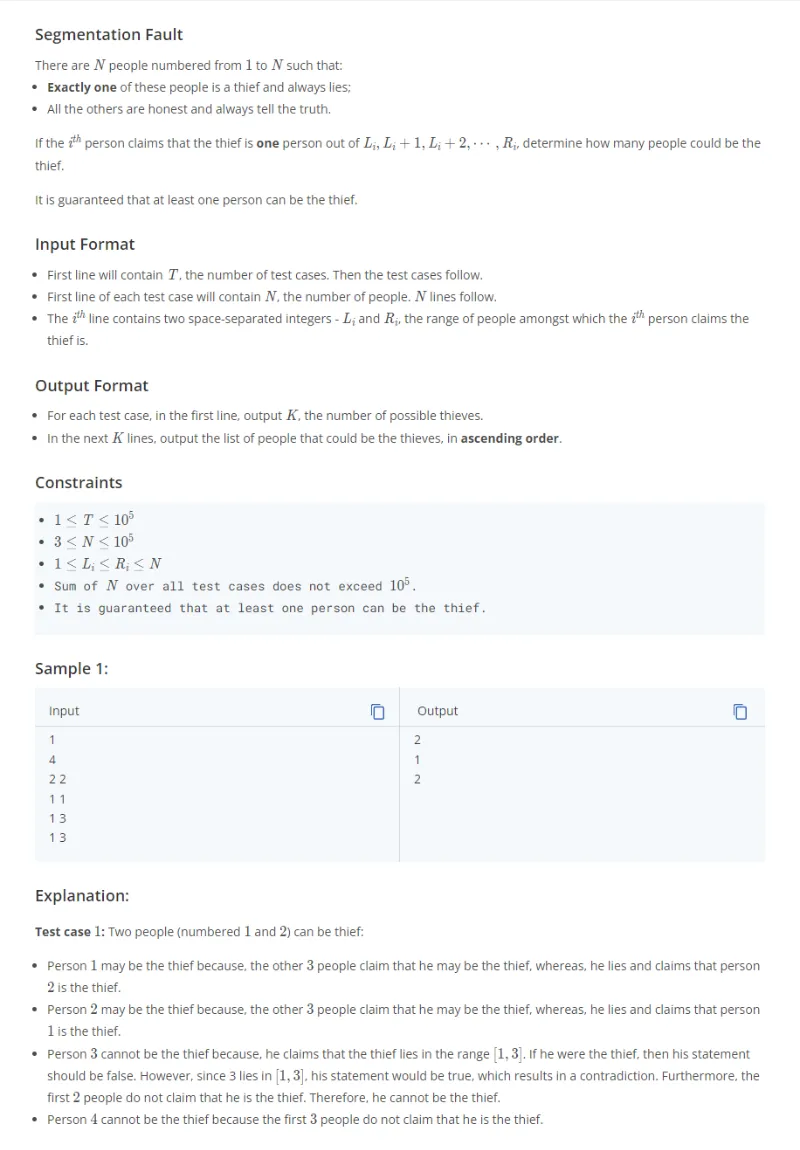 Segmentation Fault
There are N people numbered from 1 to N such that:
• Exactly one of these people is a thief and always lies;
• All the others are honest and always tell the truth.
If the i^th person claims that the thief is one person out of L_i, L_i + 1, L_i + 2, ⋯ , R_i, determine how many people could be the
thief.
It is guaranteed that at least one person can be the thief.
Input Format
• First line will contain T, the number of test cases. Then the test cases follow.
• First line of each test case will contain N, the number of people. N lines follow.
• The i^th line contains two space-separated integers - L_i and R_i, the range of people amongst which the i^th person claims the
thief is.
Output Format
• For each test case, in the first line, output K, the number of possible thieves.
• In the next K lines, output the list of people that could be the thieves, in ascending order.
Constraints
• 1 ≤ T ≤ 10^5
• 3 ≤ N ≤ 10^5
• 1 ≤ L_i ≤ R_i ≤ N
• Sum of N over all test cases does not exceed 10^5.
• It is guaranteed that at least one person can be the thief.
Sample 1:
Input Output
1 2
4 1
2 2 2
1 1
1 3
1 3
Explanation:
Test case 1: Two people (numbered 1 and 2) can be thief:
• Person 1 may be the thief because, the other 3 people claim that he may be the thief, whereas, he lies and claims that person
2 is the thief.
• Person 2 may be the thief because, the other 3 people claim that he may be the thief, whereas, he lies and claims that person
1 is the thief.
• Person 3 cannot be the thief because, he claims that the thief lies in the range [1, 3]. If he were the thief, then his statement
should be false. However, since 3 lies in [1, 3], his statement would be true, which results in a contradiction. Furthermore, the
first 2 people do not claim that he is the thief. Therefore, he cannot be the thief.
• Person 4 cannot be the thief because the first 3 people do not claim that he is the thief.